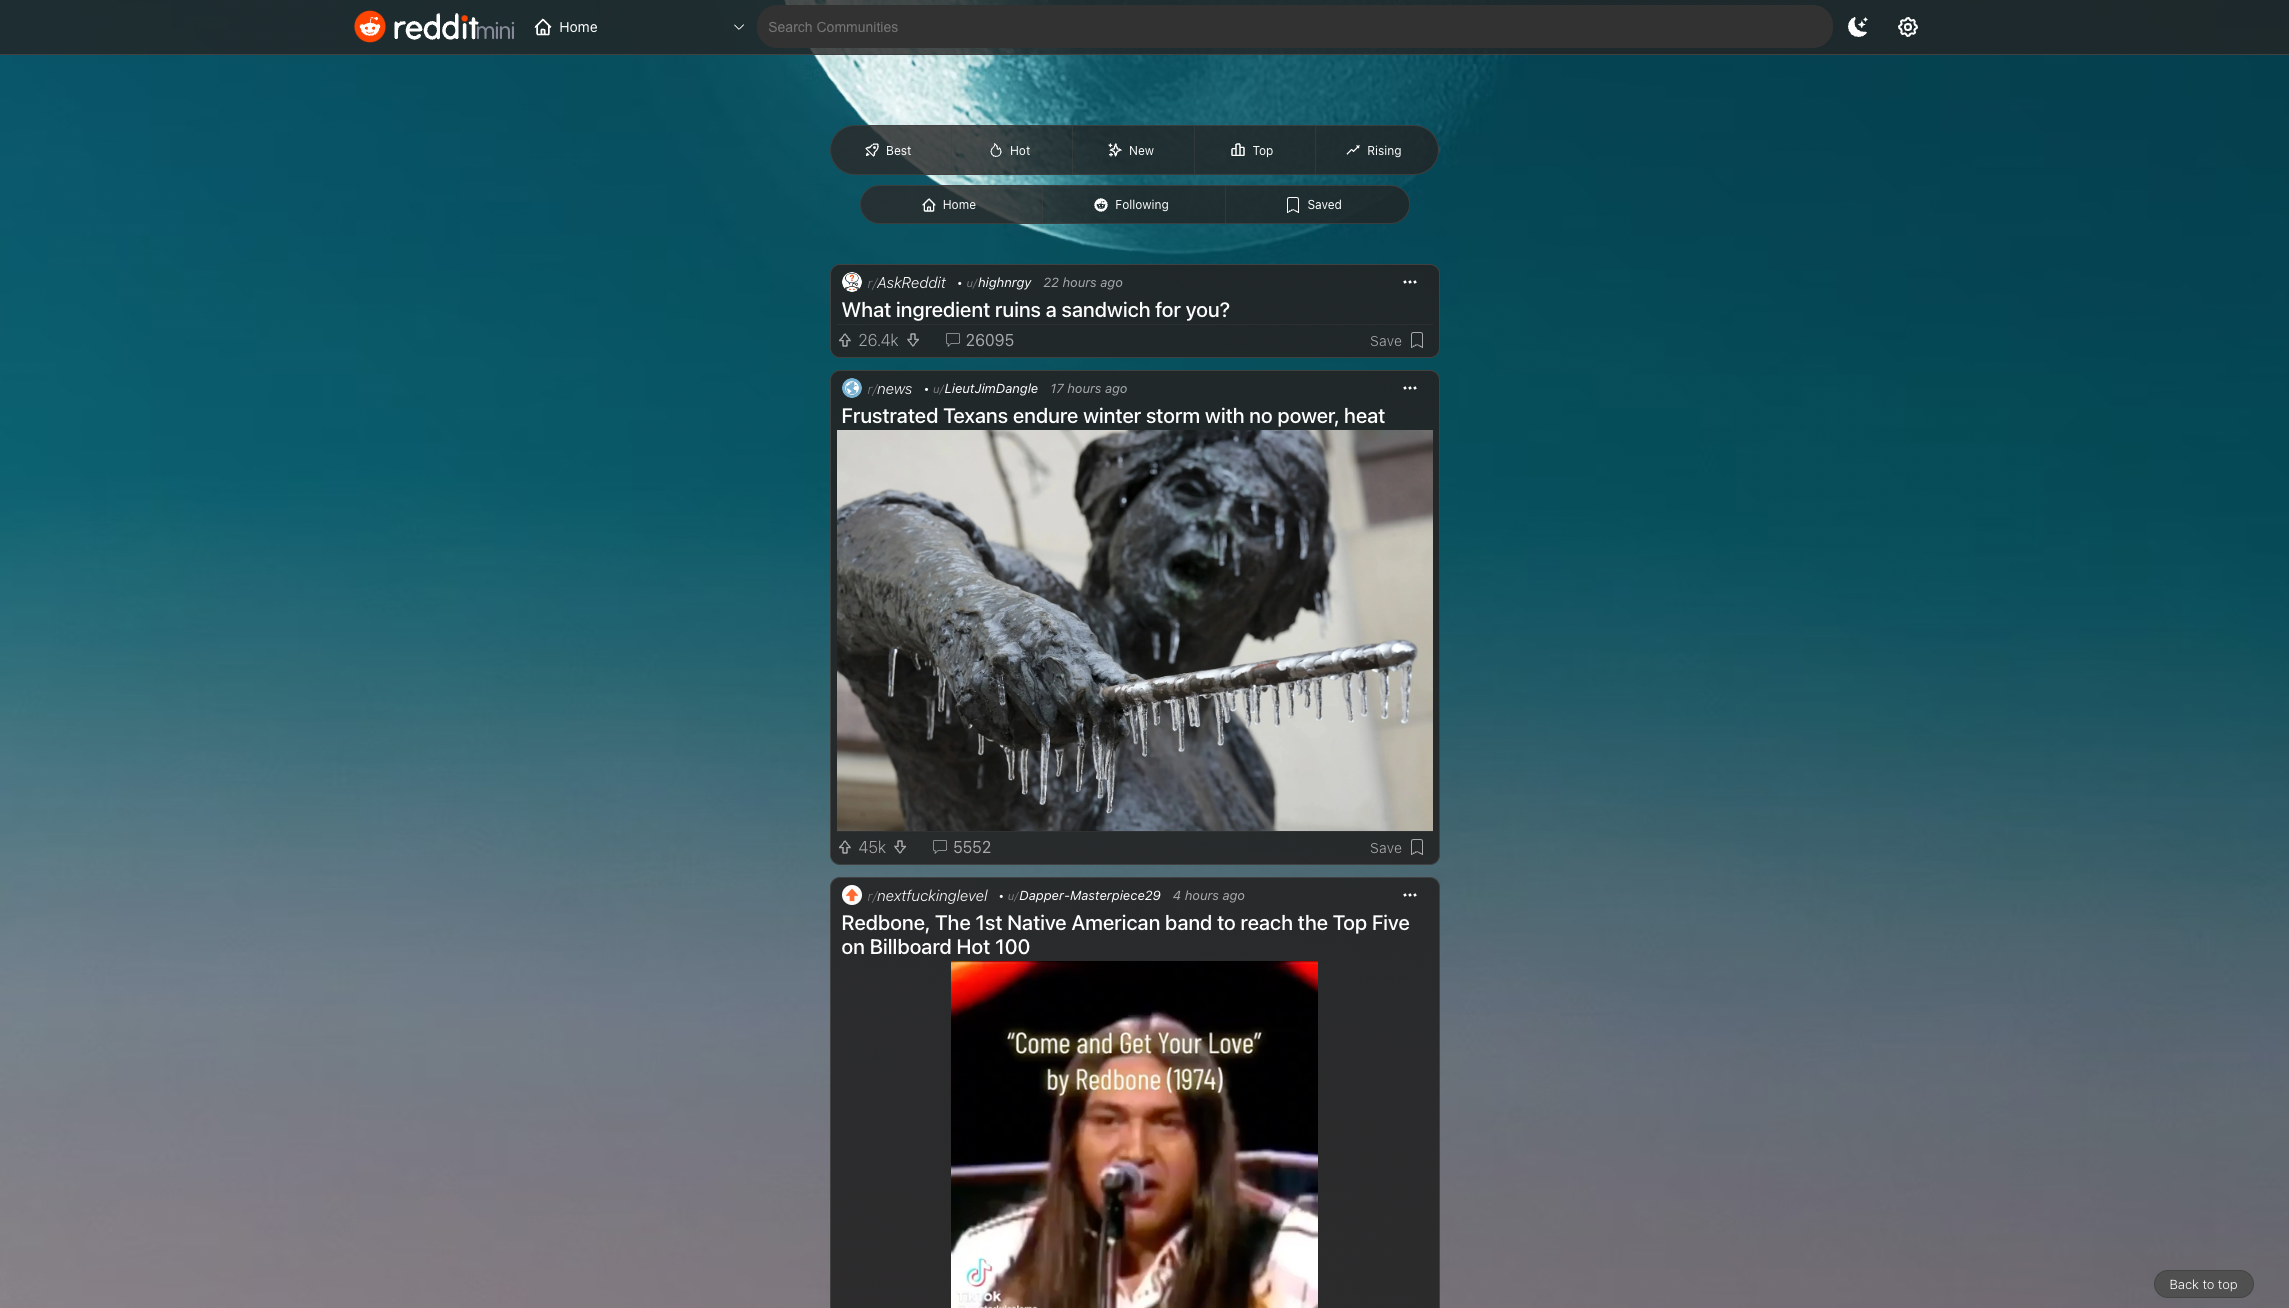 redditmini
Home
Search Communities
Best
Hot
New
Top
Rising
Home
Following
Saved
r/AskReddit • u/highnrgy 22 hours ago
What ingredient ruins a sandwich for you?
26.4k
26095
Save
r/news • u/LieutJimDangle 17 hours ago
Frustrated Texans endure winter storm with no power, heat
45k
5552
Save
r/nextfuckinglevel • u/Dapper-Masterpiece29 4 hours ago
Redbone, The 1st Native American band to reach the Top Five
on Billboard Hot 100
“Come and Get Your Love”
by Redbone (1974)
TikTok
Back to top